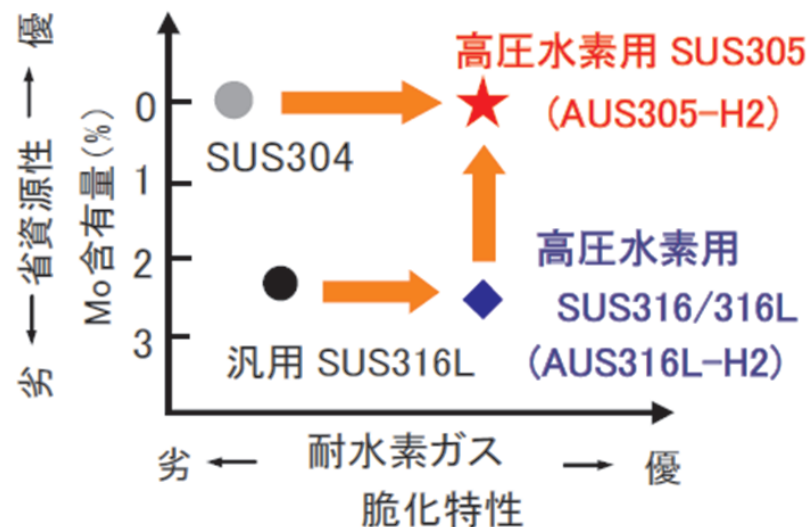 劣 ← 省資源性 → 優
Mo含有量(%)
0
1
2
3
SUS304
高圧水素用 SUS305
(AUS305-H2)
汎用 SUS316L
高圧水素用
SUS316/316L
(AUS316L-H2)
劣 ← 耐水素ガス → 優
脆化特性